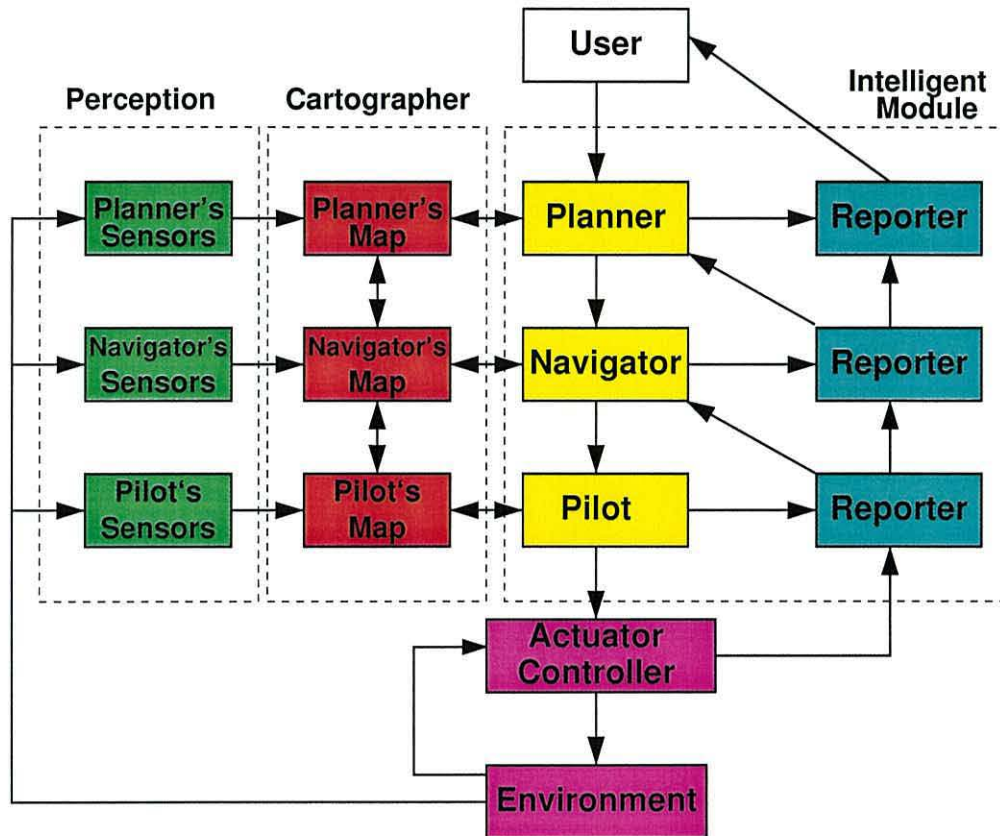 User
Perception
Cartographer
Intelligent
Module
Planner's
Sensors
Planner's
Map
Planner
Reporter
Navigator's
Sensors
Navigator's
Map
Navigator
Reporter
Pilot‘s
Sensors
Pilot‘s
Map
Pilot
Reporter
Actuator
Controller
Environment